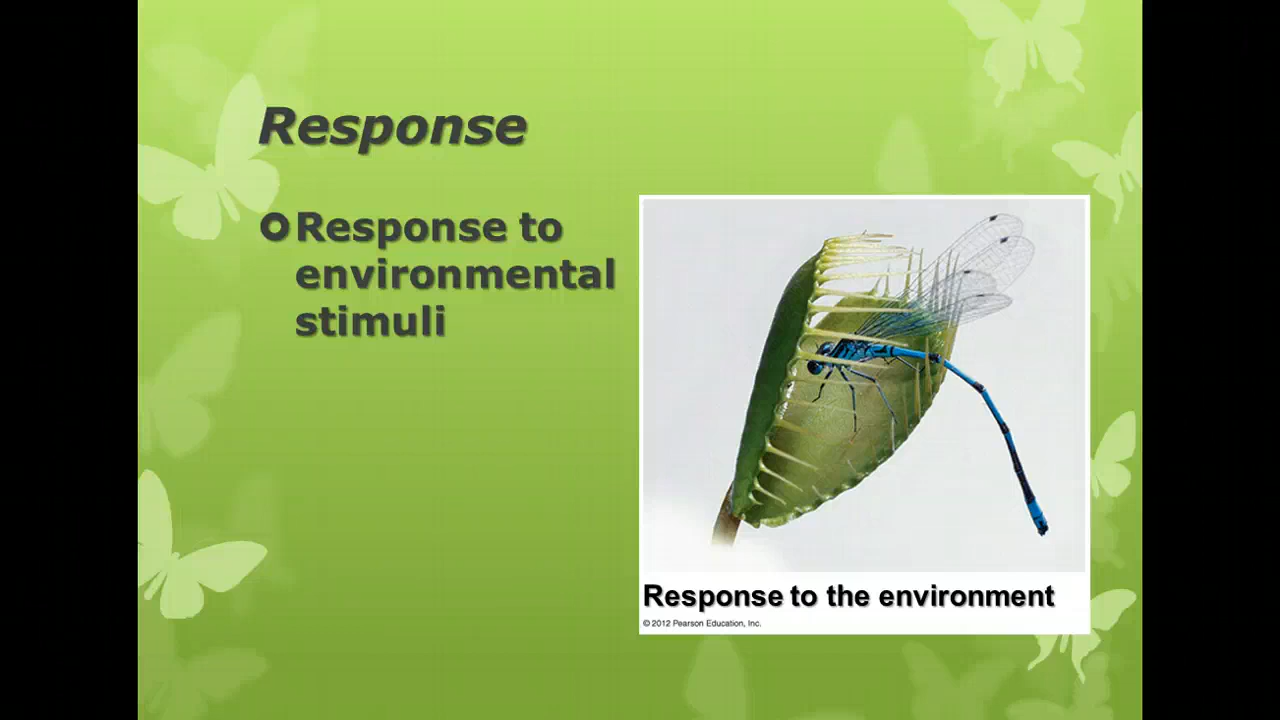 Response
Response to
environmental
stimuli
Response to the environment
© 2012 Pearson Education, Inc.